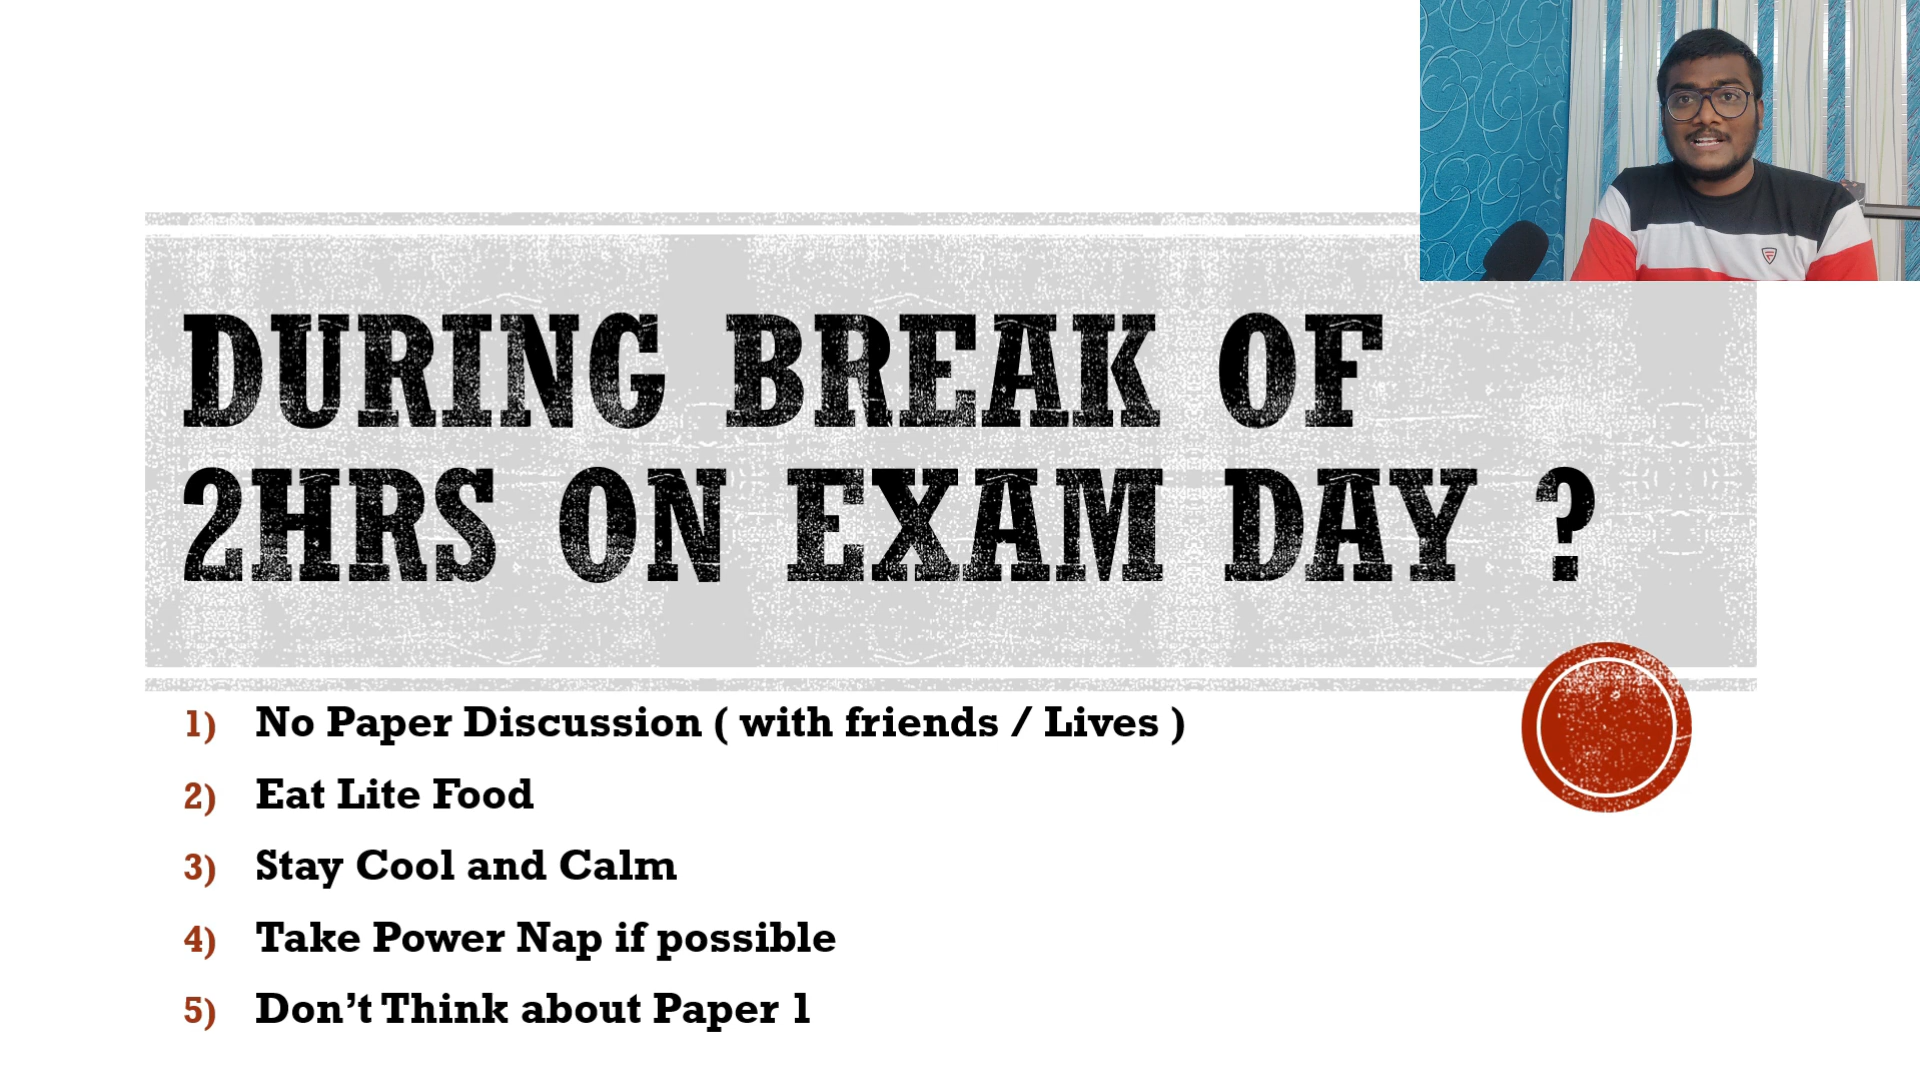 DURING BREAK OF
2HRS ON EXAM DAY ?
1) No Paper Discussion ( with friends / Lives )
2) Eat Lite Food
3) Stay Cool and Calm
4) Take Power Nap if possible
5) Don’t Think about Paper 1